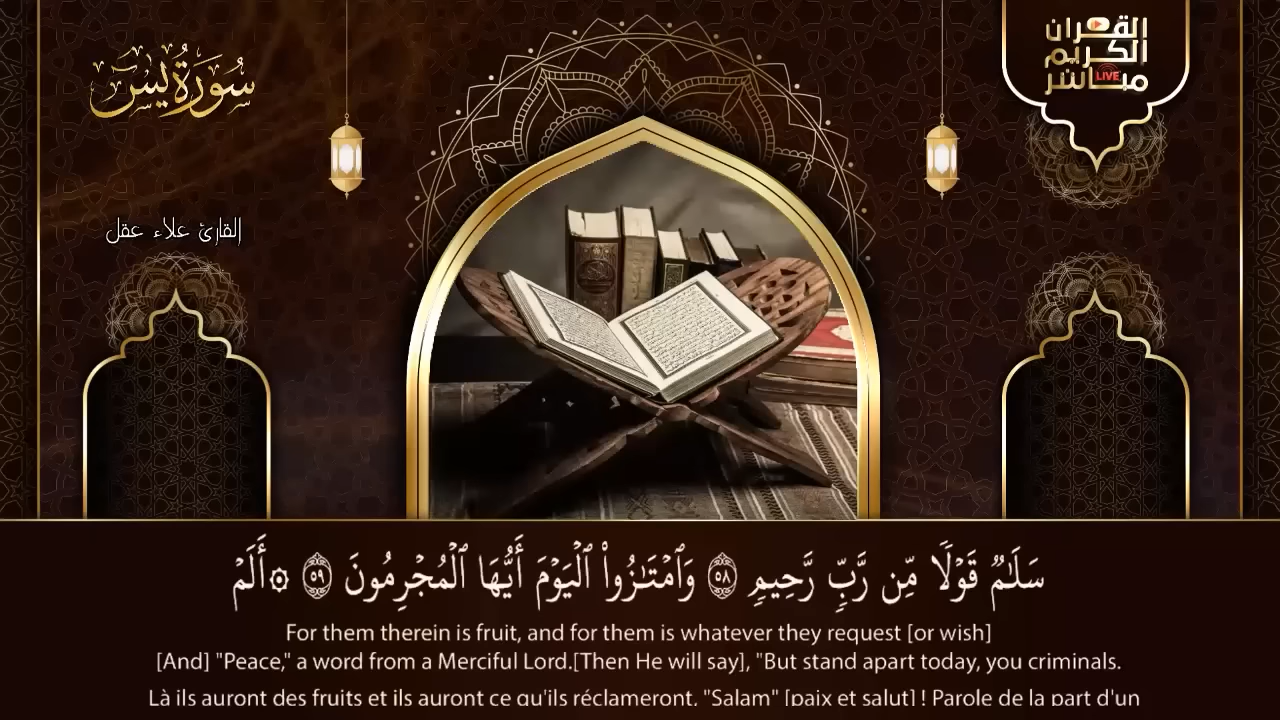 سُورَةُ يسٓ
القرآن
الكريم
مباشر
LIVE
القارئ علاء عقل
سَلَٰمٌ قَوْلًا مِّن رَّبٍّ رَّحِيمٍ ٥٨ وَٱمْتَٰزُوا۟ ٱلْيَوْمَ أَيُّهَا ٱلْمُجْرِمُونَ ٥٩ ۞ أَلَمْ
For them therein is fruit, and for them is whatever they request [or wish]
[And] "Peace," a word from a Merciful Lord.[Then He will say], "But stand apart today, you criminals.
Là ils auront des fruits et ils auront ce qu'ils réclameront, "Salam" [paix et salut] ! Parole de la part d'un